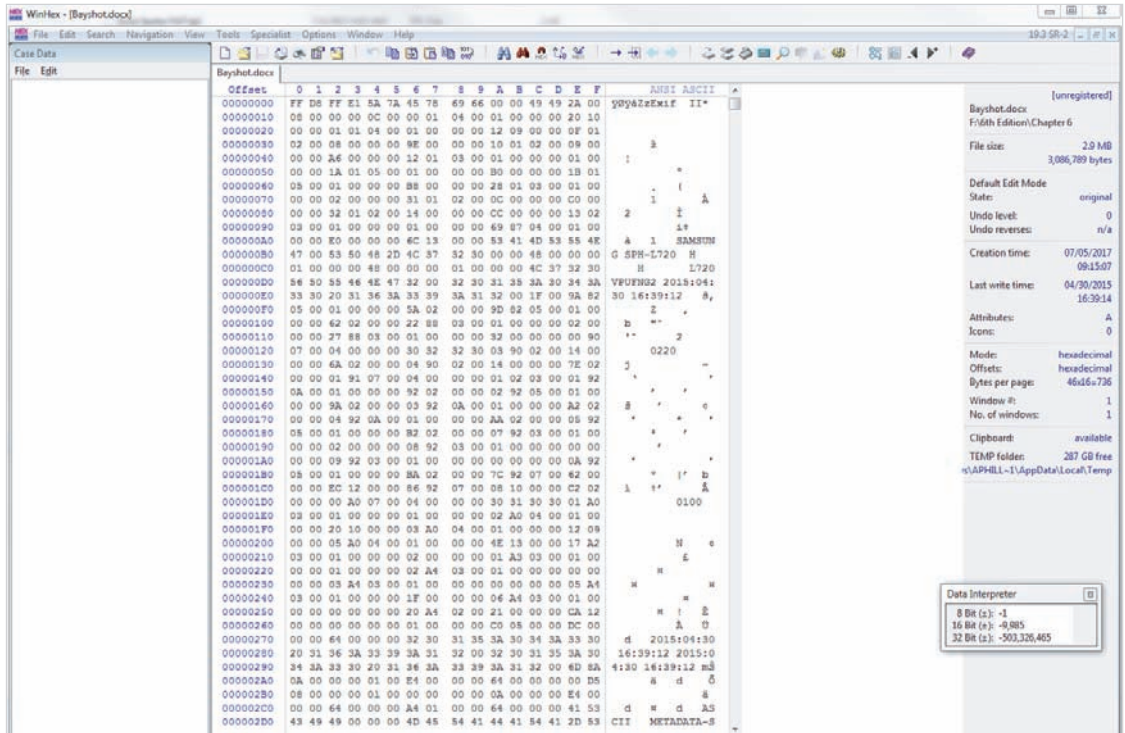 WinHex - [Bayshot.docx]
File Edit Search Navigation View Tools Specialist Options Window Help
19.3 SR-2
Case Data
File Edit
Bayshot.docx
Offset 0 1 2 3 4 5 6 7 8 9 A B C D E F ANSI ASCII
00000000 FF D8 FF E1 5A 7A 45 78 69 66 00 00 49 49 2A 00 ÿØÿáZzExif II*
00000010 08 00 00 00 0C 00 00 01 04 00 01 00 00 00 20 10
00000020 00 00 01 01 04 00 01 00 00 00 12 09 00 00 0F 01
00000030 02 00 08 00 00 00 9E 00 00 00 10 01 02 00 09 00
00000040 00 00 A6 00 00 00 12 01 03 00 01 00 00 00 01 00
00000050 00 00 1A 01 05 00 01 00 00 00 B0 00 00 00 1B 01
00000060 05 00 01 00 00 00 B8 00 00 00 28 01 03 00 01 00
00000070 00 00 02 00 00 00 31 01 02 00 0C 00 00 00 C0 00
00000080 00 00 32 01 02 00 14 00 00 00 CC 00 00 00 13 02
00000090 03 00 01 00 00 00 01 00 00 00 69 87 04 00 01 00
000000A0 00 00 E0 00 00 00 6C 13 00 00 53 41 4D 53 55 4E à l SAMSUN
000000B0 47 00 53 50 48 2D 4C 37 32 30 00 00 48 00 00 00 G SPH-L720 H
000000C0 01 00 00 00 48 00 00 00 01 00 00 00 4C 37 32 30 H L720
000000D0 56 50 55 46 4E 47 32 00 32 30 31 35 3A 30 34 3A VPUFNG2 2015:04:
000000E0 33 30 20 31 36 3A 33 39 3A 31 32 00 1F 00 9A 82 30 16:39:12
000000F0 05 00 01 00 00 00 5A 02 00 00 9D 82 05 00 01 00
00000100 00 00 62 02 00 00 22 88 03 00 01 00 00 00 02 00
00000110 00 00 27 88 03 00 01 00 00 00 32 00 00 00 00 90
00000120 07 00 04 00 00 00 30 32 32 30 03 90 02 00 14 00 0220
00000130 00 00 6A 02 00 00 04 90 02 00 14 00 00 00 7E 02
00000140 00 00 01 91 07 00 04 00 00 00 01 02 03 00 01 92
00000150 0A 00 01 00 00 00 92 02 00 00 02 92 05 00 01 00
00000160 00 00 9A 02 00 00 03 92 0A 00 01 00 00 00 A2 02
00000170 00 00 04 92 0A 00 01 00 00 00 AA 02 00 00 05 92
00000180 05 00 01 00 00 00 B2 02 00 00 07 92 03 00 01 00
00000190 00 00 02 00 00 00 08 92 03 00 01 00 00 00 00 00
000001A0 00 00 09 92 03 00 01 00 00 00 00 00 00 00 0A 92
000001B0 05 00 01 00 00 00 BA 02 00 00 7C 92 07 00 62 00
000001C0 00 00 EC 12 00 00 86 92 07 00 08 10 00 00 C2 02
000001D0 00 00 00 A0 07 00 04 00 00 00 30 31 30 30 01 A0 0100
000001E0 03 00 01 00 00 00 01 00 00 00 02 A0 04 00 01 00
000001F0 00 00 20 10 00 00 03 A0 04 00 01 00 00 00 12 09
00000200 00 00 05 A0 04 00 01 00 00 00 4E 13 00 00 17 A2
00000210 03 00 01 00 00 00 02 00 00 00 01 A3 03 00 01 00
00000220 00 00 01 00 00 00 02 A4 03 00 01 00 00 00 00 00
00000230 00 00 03 A4 03 00 01 00 00 00 00 00 00 00 05 A4
00000240 03 00 01 00 00 00 1F 00 00 00 06 A4 03 00 01 00
00000250 00 00 00 00 00 00 20 A4 02 00 21 00 00 00 CA 12
00000260 00 00 00 00 00 00 01 00 00 00 C0 05 00 00 DC 00
00000270 00 00 64 00 00 00 32 30 31 35 3A 30 34 3A 33 30 d 2015:04:30
00000280 20 31 36 3A 33 39 3A 31 32 00 32 30 31 35 3A 30 16:39:12 2015:0
00000290 34 3A 33 30 20 31 36 3A 33 39 3A 31 32 00 6D 8A 4:30 16:39:12 mŠ
000002A0 0A 00 00 00 01 00 E4 00 00 00 64 00 00 00 00 D5
000002B0 08 00 00 00 01 00 00 00 00 00 0A 00 00 00 E4 00
000002C0 00 00 64 00 00 00 A4 01 00 00 64 00 00 00 41 53 d ¤ d AS
000002D0 43 49 49 00 00 00 4D 45 54 41 44 41 54 41 2D 53 CII METADATA-S
[unregistered]
Bayshot.docx
F:\6th Edition\Chapter 6
File size: 2.9 MB
3,086,789 bytes
Default Edit Mode
State: original
Undo level: 0
Undo reverses: n/a
Creation time: 07/05/2017
09:15:07
Last write time: 04/30/2015
16:39:14
Attributes: A
Icons: 0
Mode: hexadecimal
Offsets: hexadecimal
Bytes per page: 46x16=736
Window #: 1
No. of windows: 1
Clipboard: available
TEMP folder: 287 GB free
\APHILL~1\AppData\Local\Temp
Data Interpreter
8 Bit (±): -1
16 Bit (±): -9,985
32 Bit (±): -503,326,465